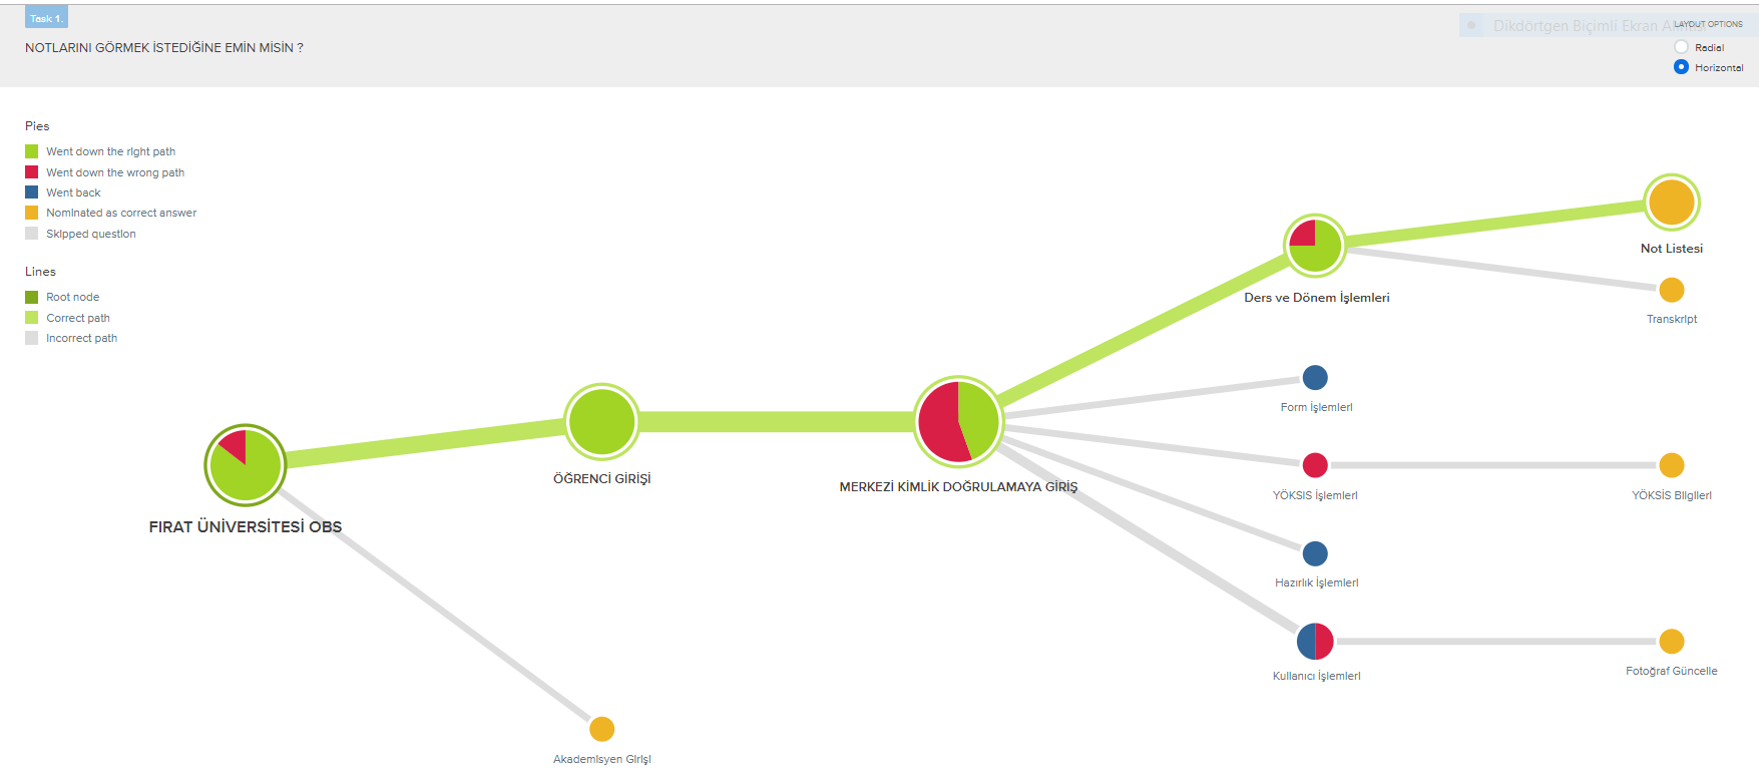 Task 1.
NOTLARINI GÖRMEK İSTEDİĞİNE EMİN MİSİN ?
Dikdörtgen Biçimli Ekran Alıntısı
LAYOUT OPTIONS
Radial
Horizontal
Pies
Went down the right path
Went down the wrong path
Went back
Nominated as correct answer
Skipped question
Lines
Root node
Correct path
Incorrect path
Not Listesi
Ders ve Dönem İşlemleri
Transkript
Form İşlemleri
ÖĞRENCİ GİRİŞİ
MERKEZİ KİMLİK DOĞRULAMAYA GİRİŞ
YÖKSIS İşlemleri
YÖKSİS Bilgileri
FIRAT ÜNİVERSİTESİ OBS
Hazırlık İşlemleri
Kullanıcı İşlemleri
Fotoğraf Güncelle
Akademisyen Girişi